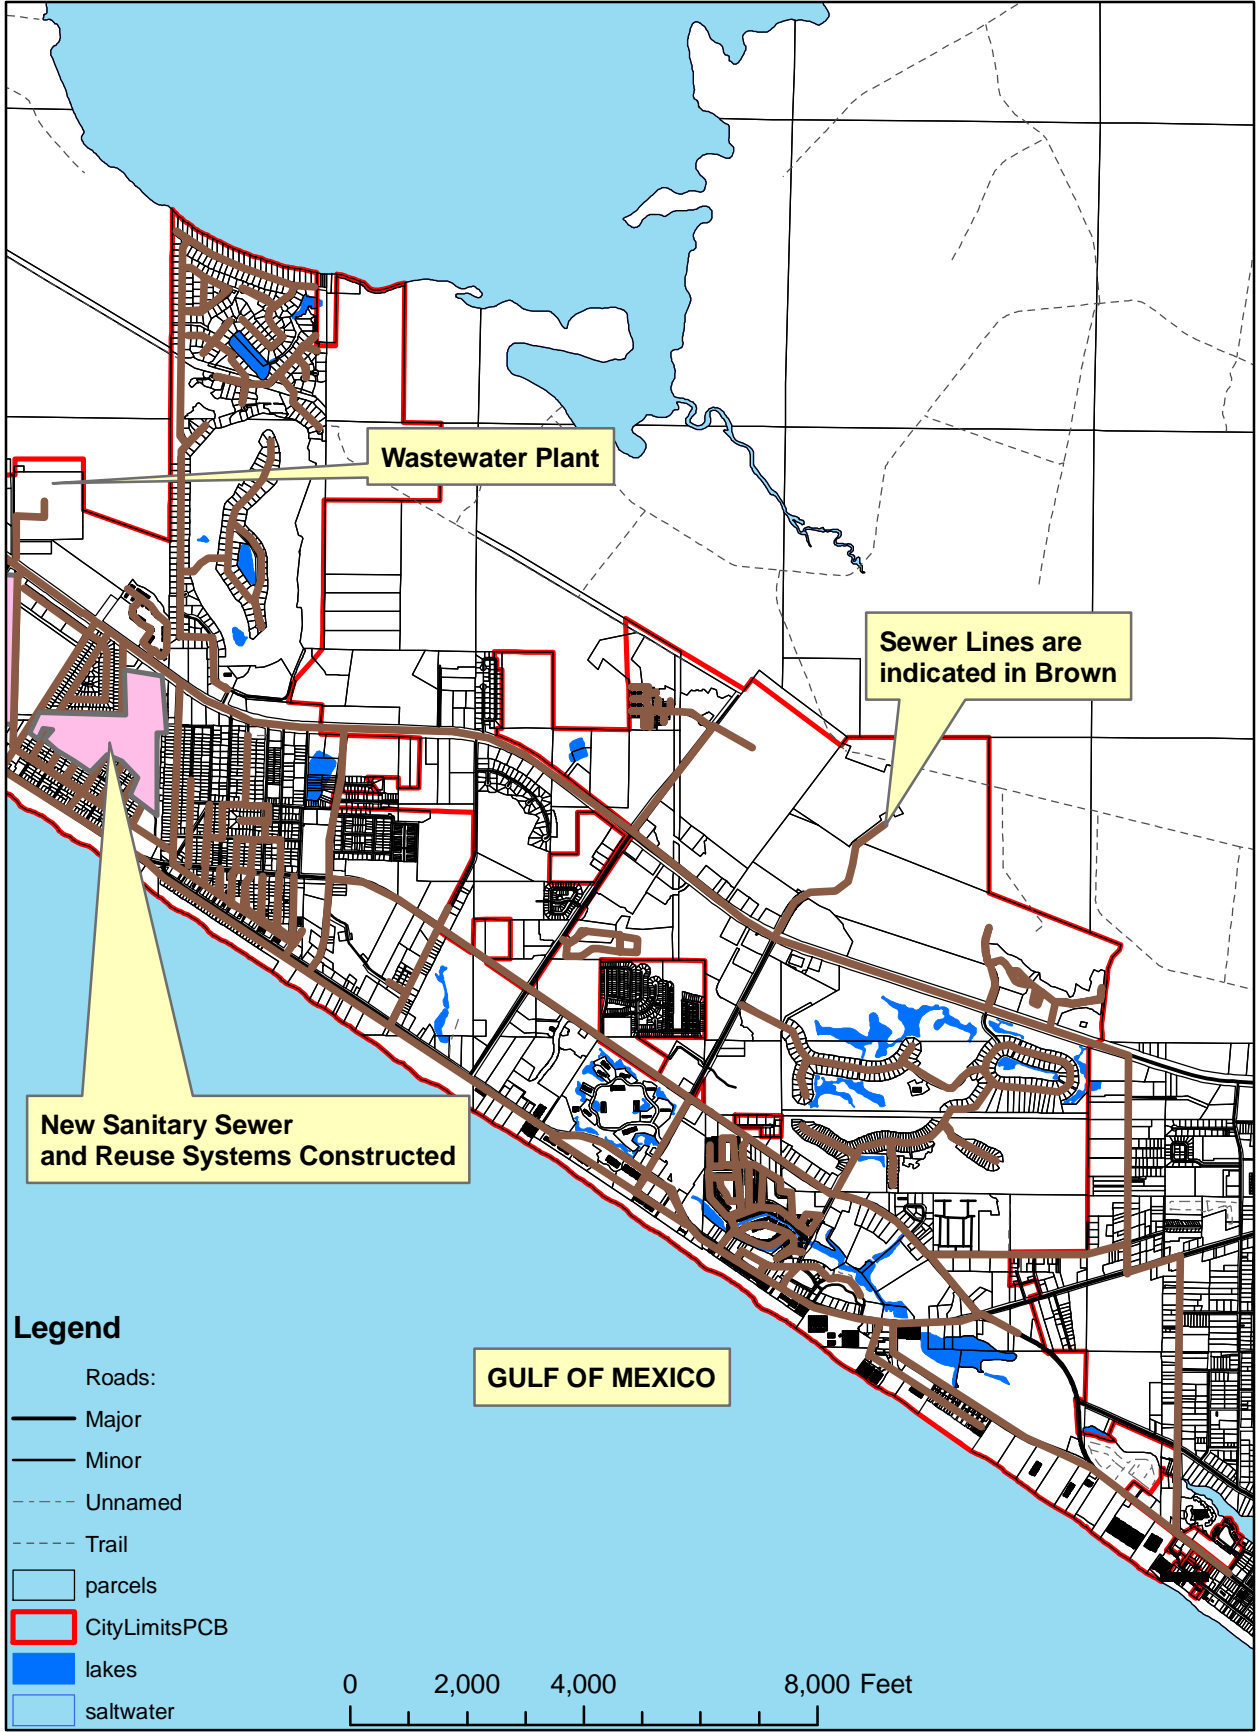 Wastewater Plant
Sewer Lines are
indicated in Brown
New Sanitary Sewer
and Reuse Systems Constructed
GULF OF MEXICO
Legend
Roads:
Major
Minor
Unnamed
Trail
parcels
CityLimitsPCB
lakes
saltwater
0 2,000 4,000 8,000 Feet